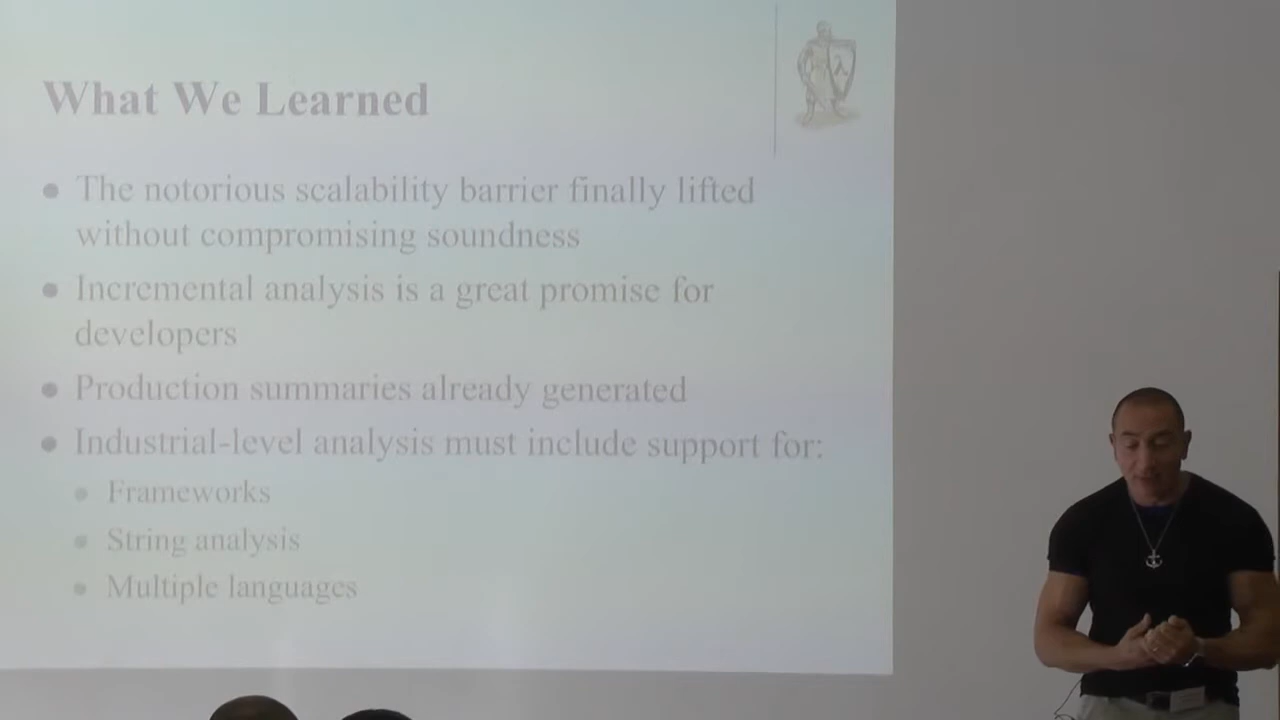 What We Learned
● The notorious scalability barrier finally lifted
without compromising soundness
● Incremental analysis is a great promise for
developers
● Production summaries already generated
● Industrial-level analysis must include support for:
● Frameworks
● String analysis
● Multiple languages
λ